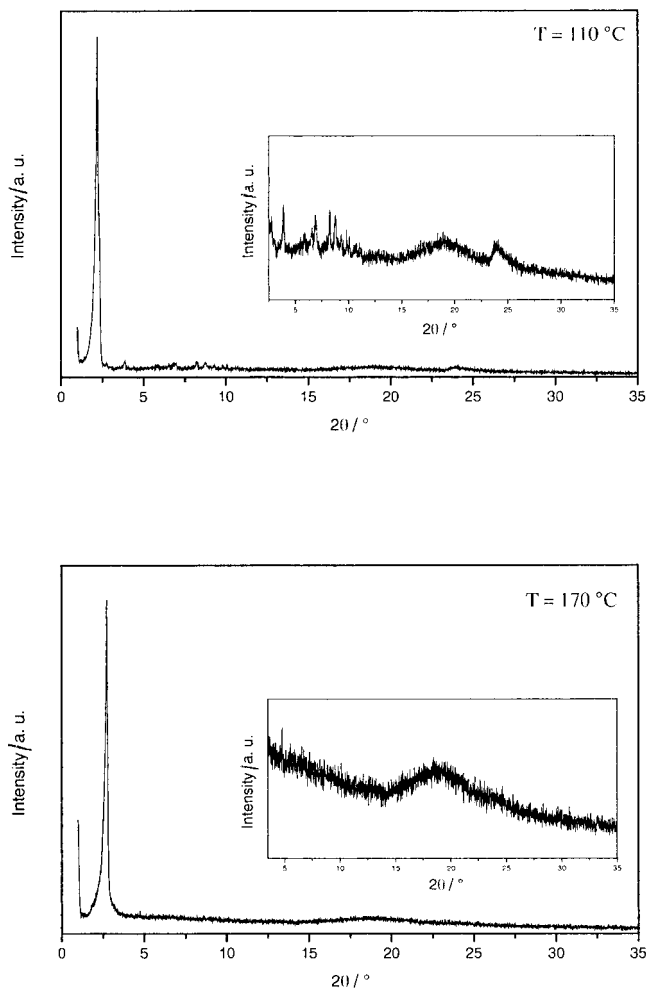 T = 110 °C
Intensity/a. u.
Intensity/a. u.
5 10 15 20 25 30 35
2θ / °
0 5 10 15 20 25 30 35
2θ / °
T = 170 °C
Intensity/a. u.
Intensity/a. u.
5 10 15 20 25 30 35
2θ / °
0 5 10 15 20 25 30 35
2θ / °